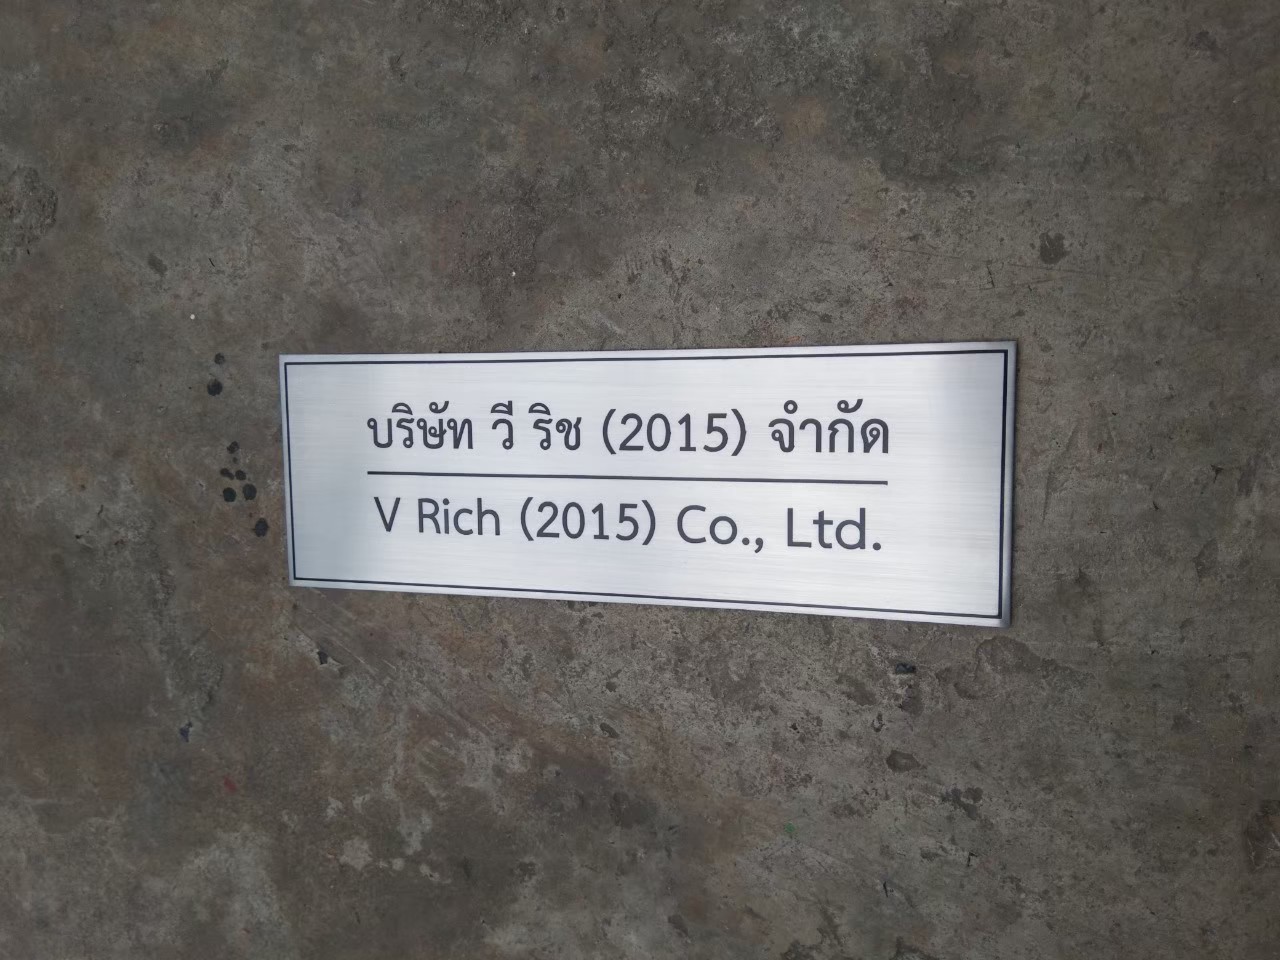 บริษัท วี ริช (2015) จำกัด
V Rich (2015) Co., Ltd.